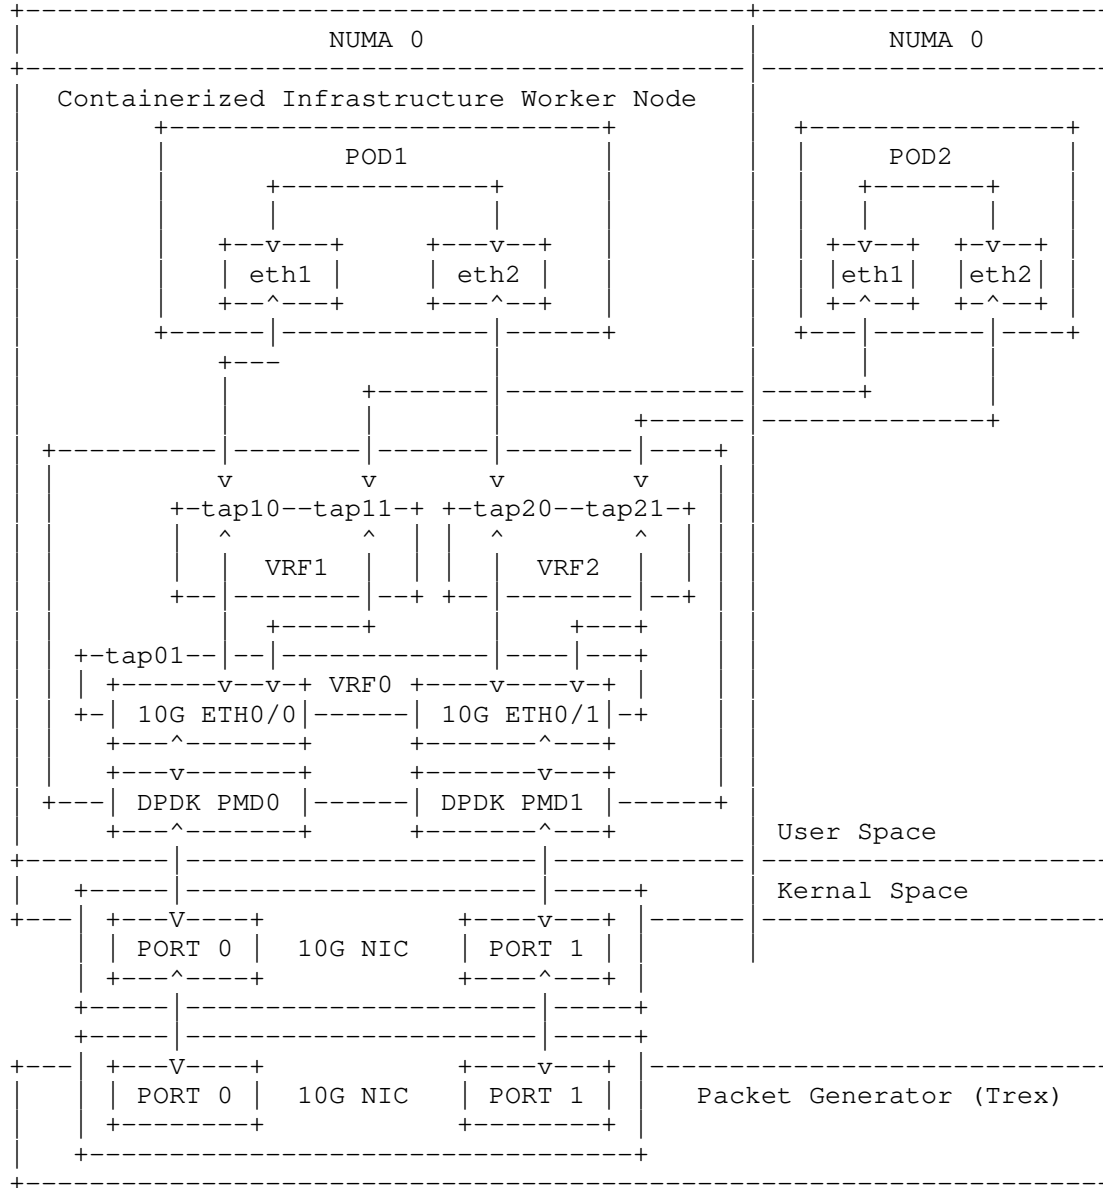 NUMA 0 NUMA 0
Containerized Infrastructure Worker Node
POD1 POD2
eth1 eth2 eth1 eth2
tap10 tap11 tap20 tap21
VRF1 VRF2
tap01
VRF0
10G ETH0/0 10G ETH0/1
DPDK PMD0 DPDK PMD1
User Space
Kernal Space
PORT 0 10G NIC PORT 1
PORT 0 10G NIC PORT 1 Packet Generator (Trex)